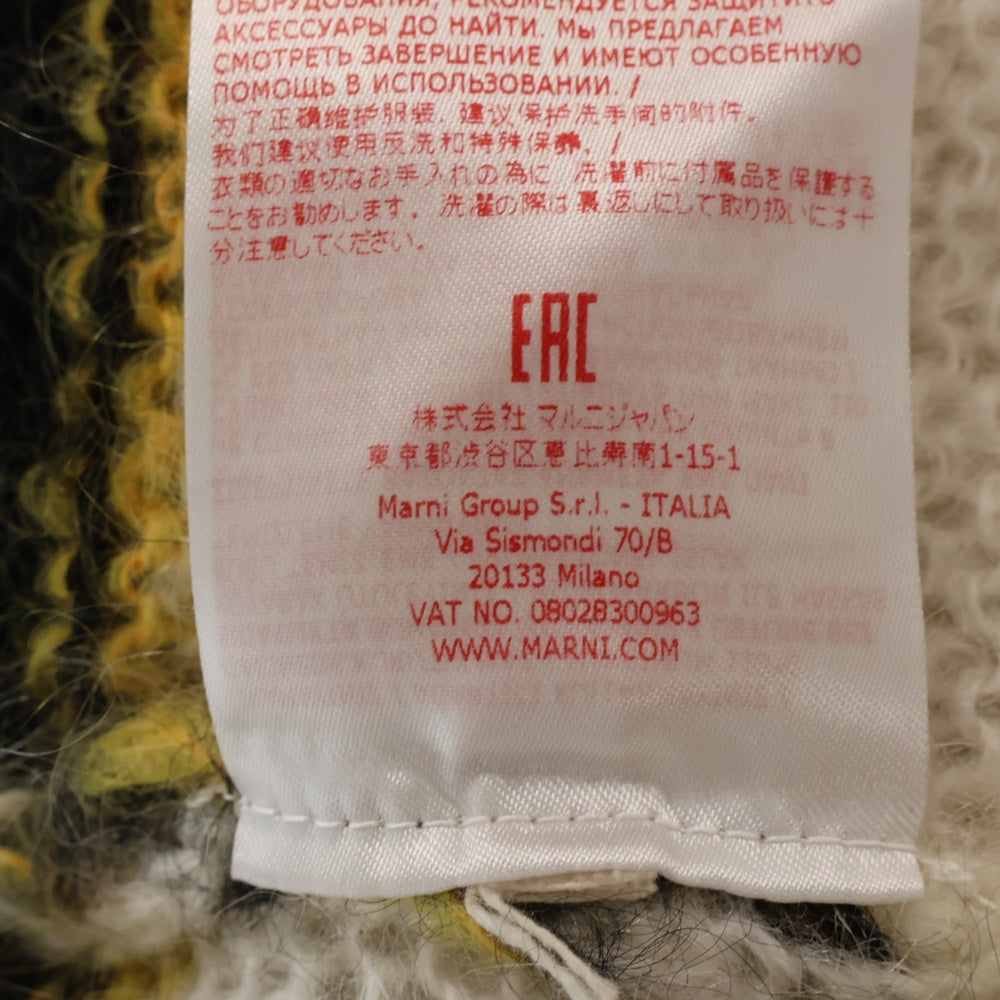 ОБОРУДОВАНИЯ, РЕКОМЕНДУЕТСЯ ЗАЩИТИТЬ
АКСЕССУАРЫ ДО НАЙТИ. Мы ПРЕДЛАГАЕМ
СМОТРЕТЬ ЗАВЕРШЕНИЕ И ИМЕЮТ ОСОБЕННУЮ
ПОМОЩЬ В ИСПОЛЬЗОВАНИИ. /
为了正确维护服装, 建议保护洗手间的附件。
我们建议使用反洗和特殊保养. /
衣類の適切なお手入れの為に 洗濯前に付属品を保護する
ことをお勧めします. 洗濯の際は裏返しにして取り扱いには十
分注意してください。
EAC
株式会社 マルニジャパン
東京都渋谷区恵比寿南1-15-1
Marni Group S.r.l. - ITALIA
Via Sismondi 70/B
20133 Milano
VAT NO. 08028300963
WWW.MARNI.COM